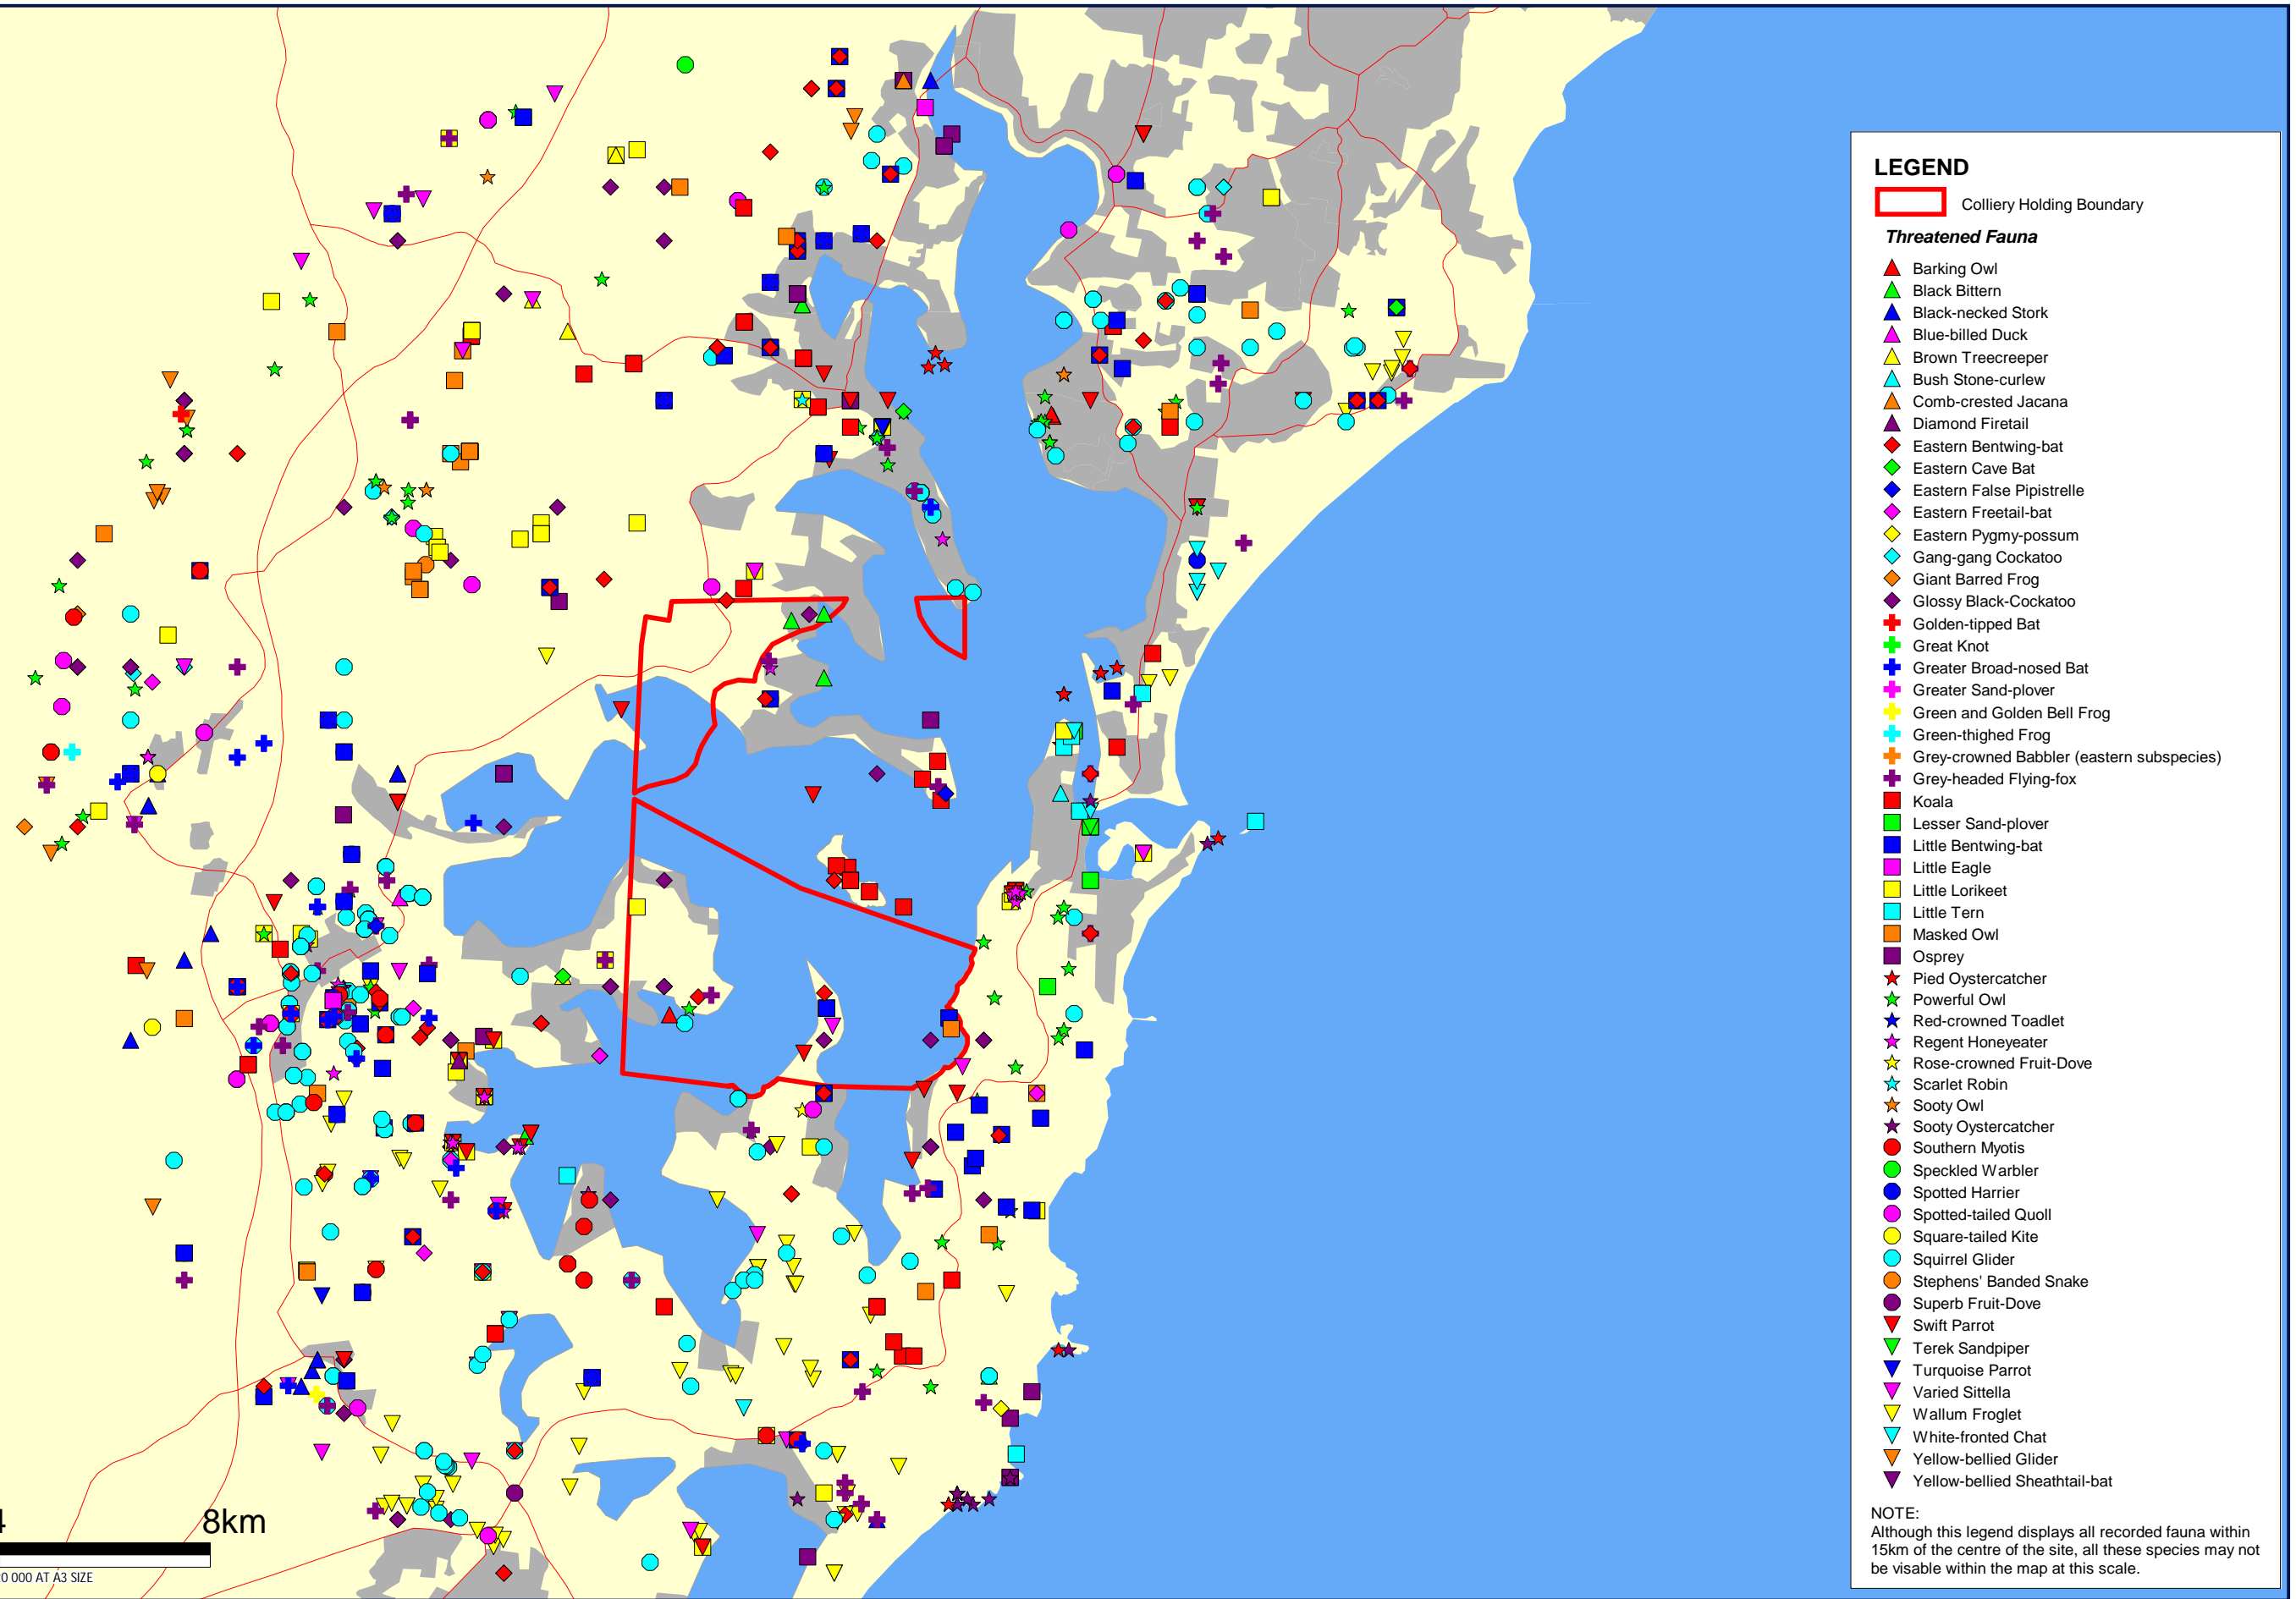 LEGEND
Colliery Holding Boundary
Threatened Fauna
Barking Owl
Black Bittern
Black-necked Stork
Blue-billed Duck
Brown Treecreeper
Bush Stone-curlew
Comb-crested Jacana
Diamond Firetail
Eastern Bentwing-bat
Eastern Cave Bat
Eastern False Pipistrelle
Eastern Freetail-bat
Eastern Pygmy-possum
Gang-gang Cockatoo
Giant Barred Frog
Glossy Black-Cockatoo
Golden-tipped Bat
Great Knot
Greater Broad-nosed Bat
Greater Sand-plover
Green and Golden Bell Frog
Green-thighed Frog
Grey-crowned Babbler (eastern subspecies)
Grey-headed Flying-fox
Koala
Lesser Sand-plover
Little Bentwing-bat
Little Eagle
Little Lorikeet
Little Tern
Masked Owl
Osprey
Pied Oystercatcher
Powerful Owl
Red-crowned Toadlet
Regent Honeyeater
Rose-crowned Fruit-Dove
Scarlet Robin
Sooty Owl
Sooty Oystercatcher
Southern Myotis
Speckled Warbler
Spotted Harrier
Spotted-tailed Quoll
Square-tailed Kite
Squirrel Glider
Stephens' Banded Snake
Superb Fruit-Dove
Swift Parrot
Terek Sandpiper
Turquoise Parrot
Varied Sittella
Wallum Froglet
White-fronted Chat
Yellow-bellied Glider
Yellow-bellied Sheathtail-bat
NOTE:
Although this legend displays all recorded fauna within
15km of the centre of the site, all these species may not
be visable within the map at this scale.
4 8km
0 000 AT A3 SIZE